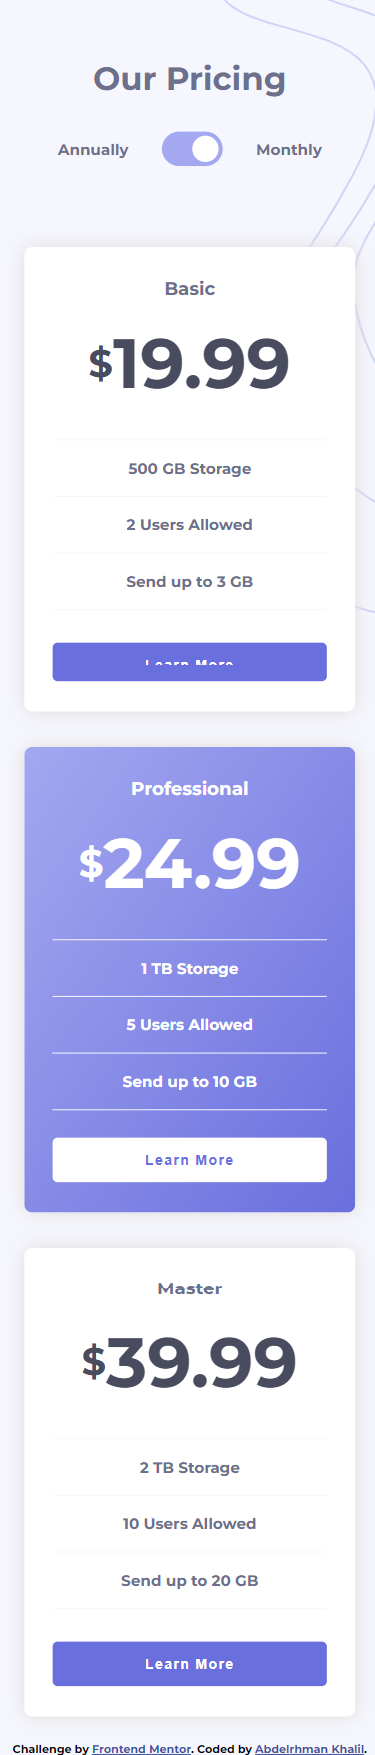 Our Pricing
Annually Monthly
Basic
$19.99
500 GB Storage
2 Users Allowed
Send up to 3 GB
Learn More
Professional
$24.99
1 TB Storage
5 Users Allowed
Send up to 10 GB
Learn More
Master
$39.99
2 TB Storage
10 Users Allowed
Send up to 20 GB
Learn More
Challenge by Frontend Mentor. Coded by Abdelrhman Khalil.